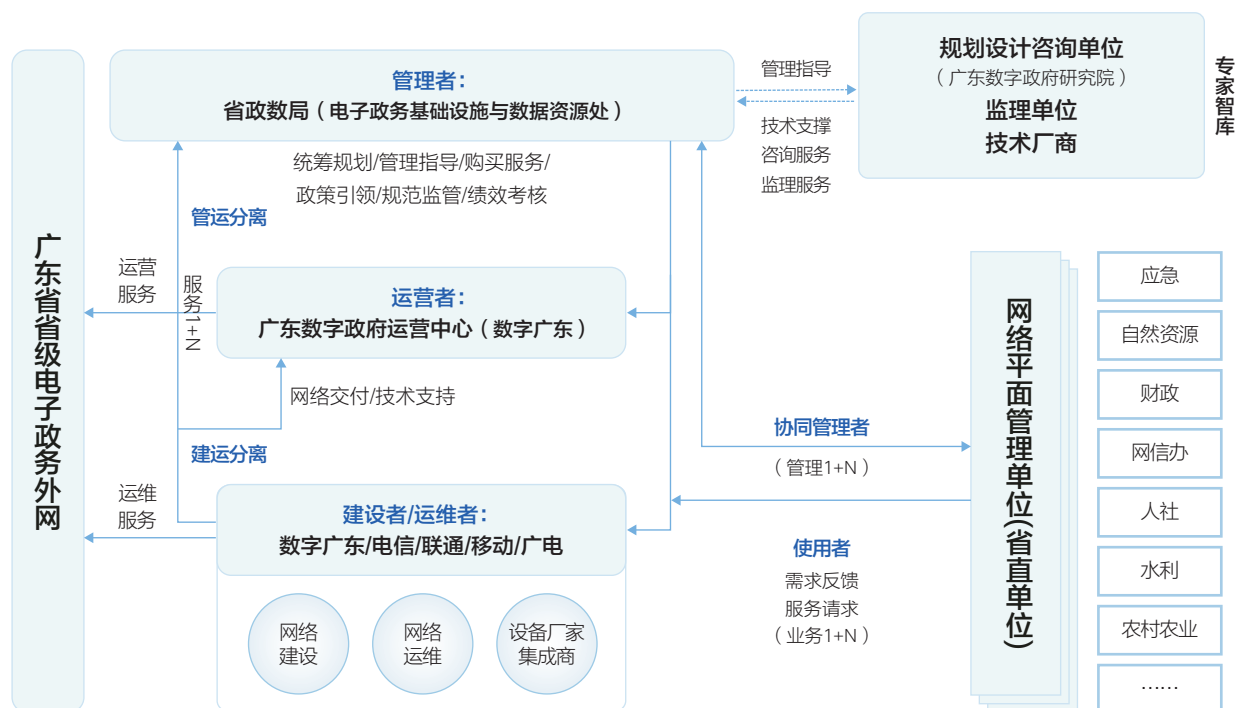 广东省省级电子政务外网
管理者：
省政数局（电子政务基础设施与数据资源处）
统筹规划/管理指导/购买服务/
政策引领/规范监管/绩效考核
管运分离
运营
服务
服务1+N
运营者：
广东数字政府运营中心（数字广东）
网络交付/技术支持
建运分离
运维
服务
建设者/运维者：
数字广东/电信/联通/移动/广电
网络
建设
网络
运维
设备厂家
集成商
管理指导
技术支撑
咨询服务
监理服务
规划设计咨询单位
（广东数字政府研究院）
监理单位
技术厂商
专家智库
协同管理者
（管理1+N）
使用者
需求反馈
服务请求
（业务1+N）
网络平面管理单位(省直单位)
应急
自然资源
财政
网信办
人社
水利
农村农业
……